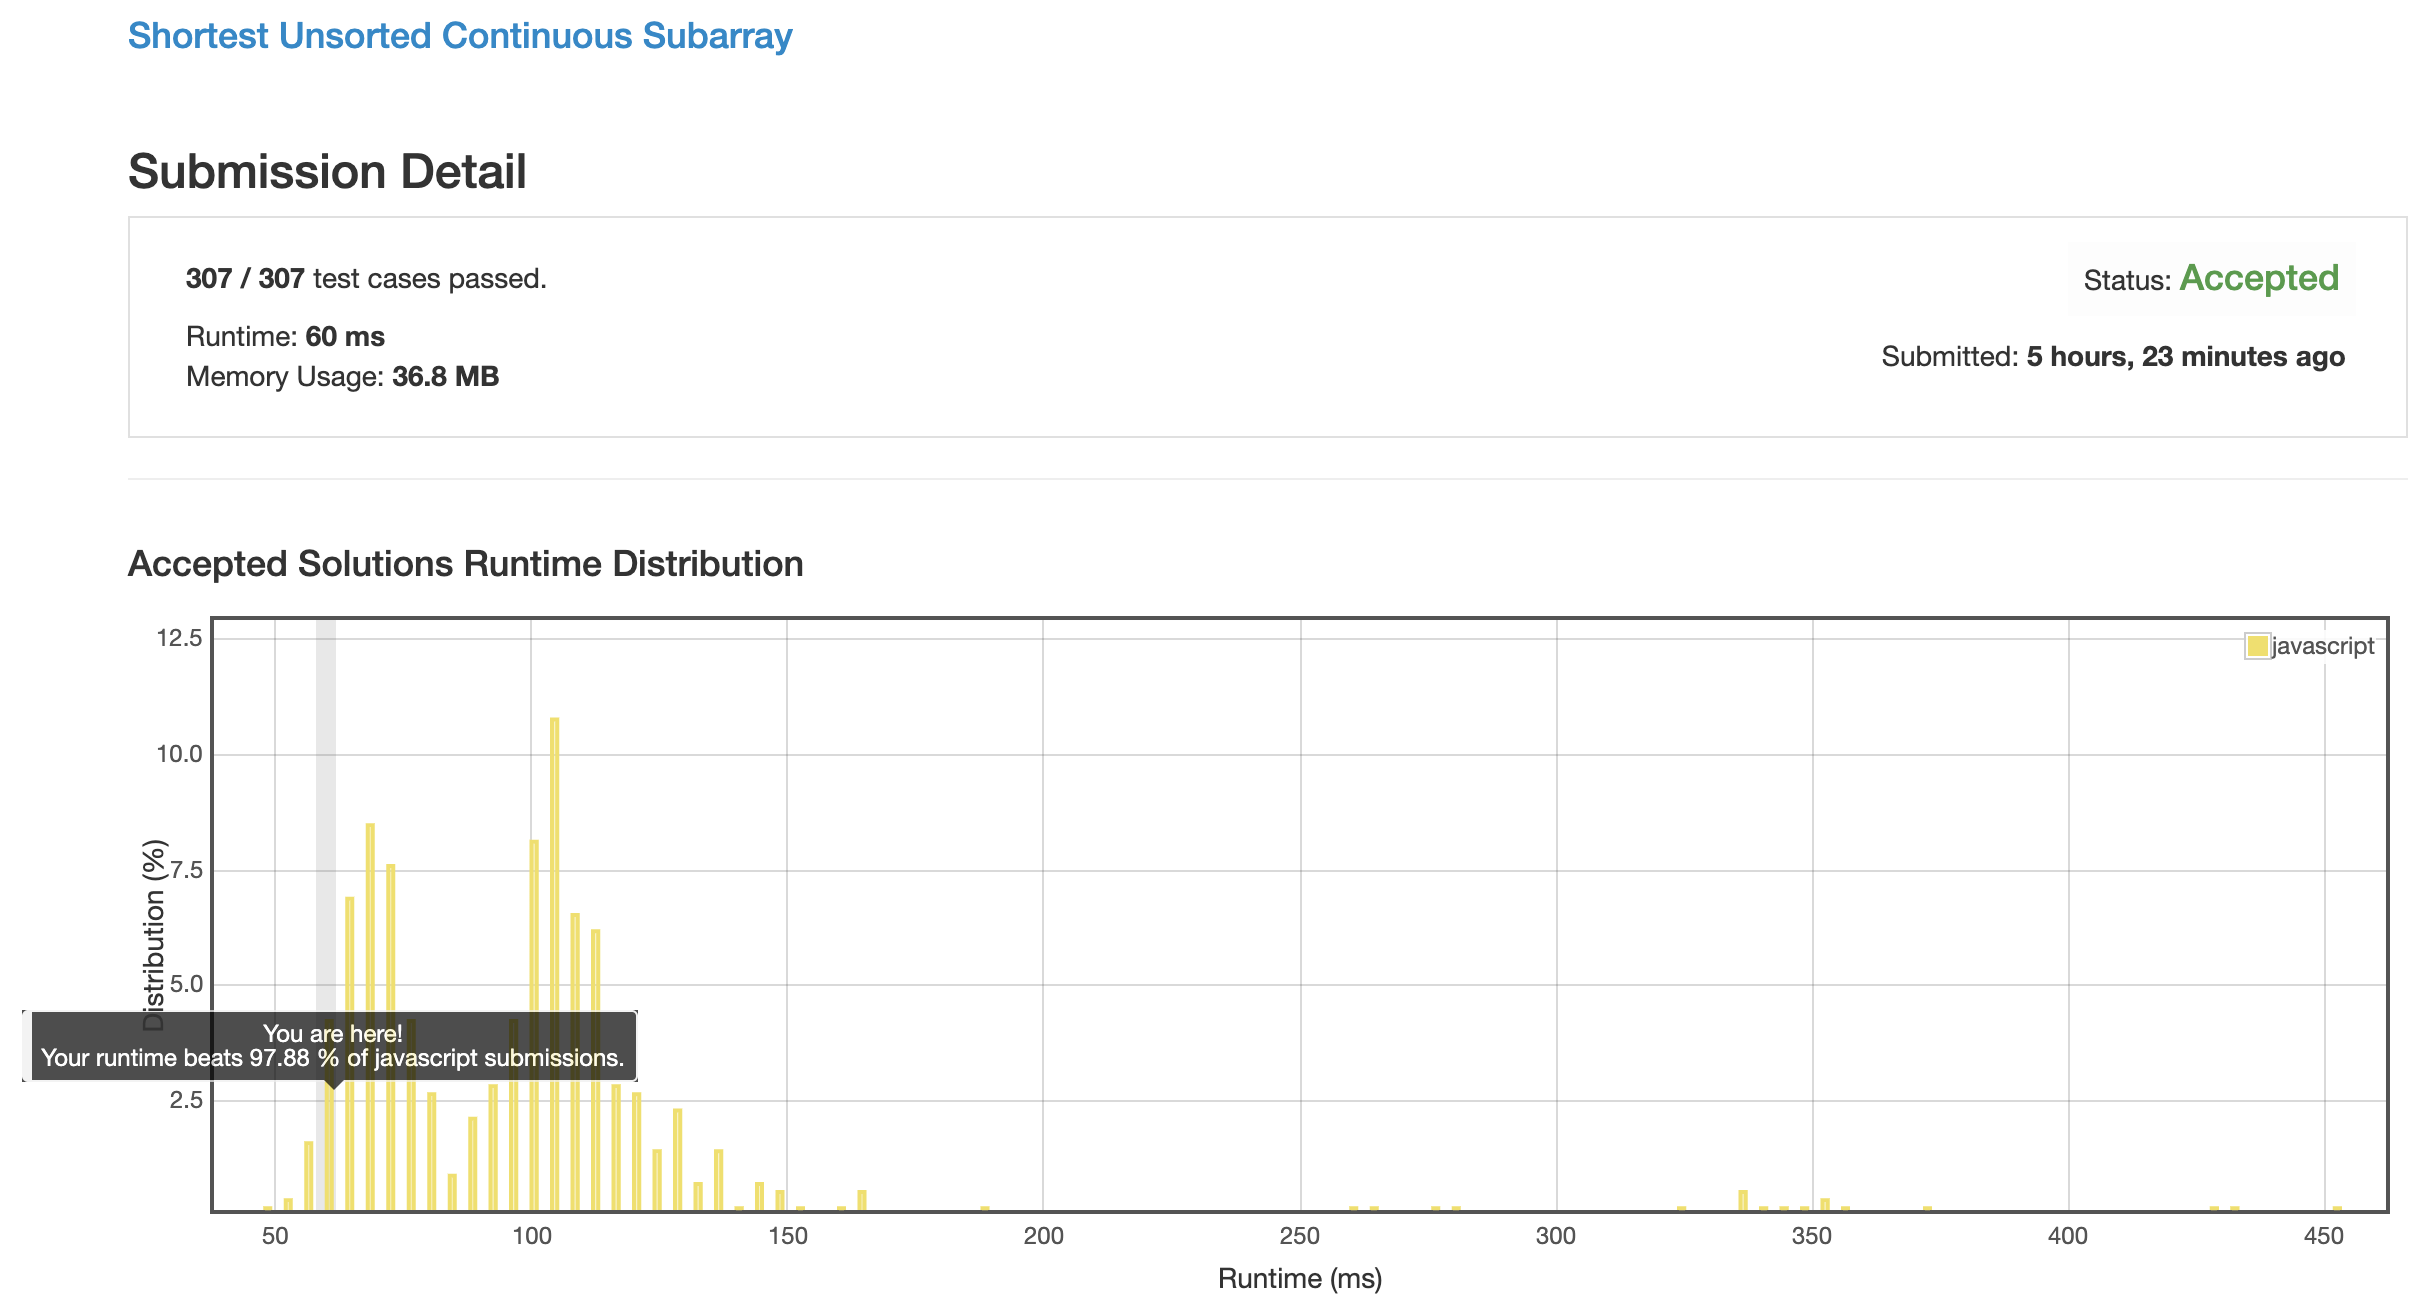 Shortest Unsorted Continuous Subarray
Submission Detail
307 / 307 test cases passed.
Status: Accepted
Runtime: 60 ms
Submitted: 5 hours, 23 minutes ago
Memory Usage: 36.8 MB
Accepted Solutions Runtime Distribution
12.5
javascript
10.0
7.5
5.0
2.5
Distribution (%)
You are here!
Your runtime beats 97.88 % of javascript submissions.
50 100 150 200 250 300 350 400 450
Runtime (ms)